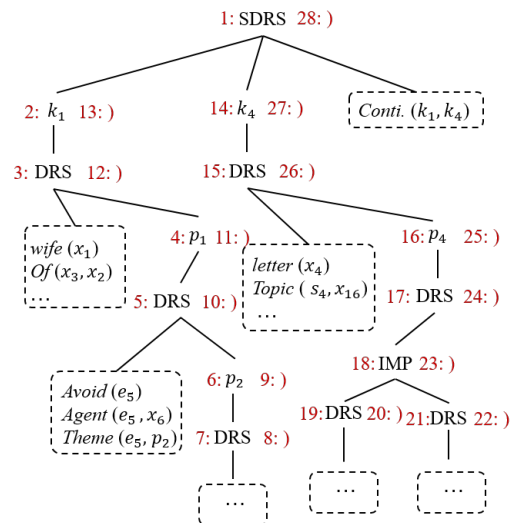 1: SDRS 28: )
2: k₁ 13: )
14: k₄ 27: )
Conti. (k₁, k₄)
3: DRS 12: )
15: DRS 26: )
wife (x₁)
Of (x₃, x₂)
...
4: p₁ 11: )
letter (x₄)
Topic ( s₄, x₁₆)
...
16: p₄ 25: )
5: DRS 10: )
17: DRS 24: )
Avoid (e₅)
Agent (e₅, x₆)
Theme (e₅, p₂)
6: p₂ 9: )
18: IMP 23: )
7: DRS 8: )
19: DRS 20: )
21: DRS 22: )
...
...
...